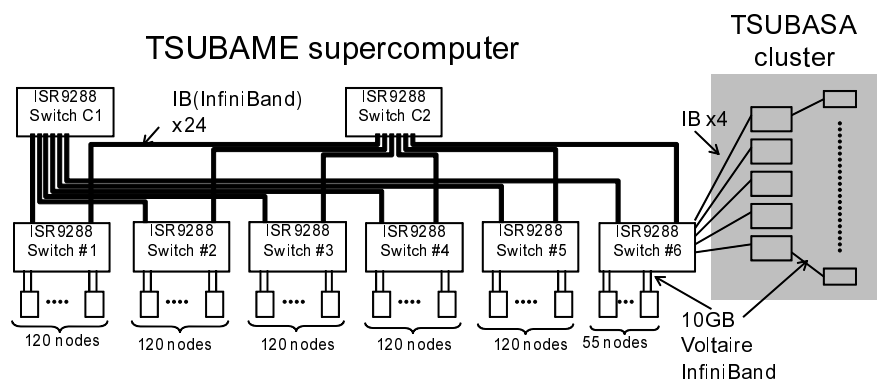 TSUBAME supercomputer
TSUBASA
cluster
ISR9288
Switch C1
IB(InfiniBand)
x24
ISR9288
Switch C2
IB x4
ISR9288
Switch #1
ISR9288
Switch #2
ISR9288
Switch #3
ISR9288
Switch #4
ISR9288
Switch #5
ISR9288
Switch #6
120 nodes
120 nodes
120 nodes
120 nodes
120 nodes
55 nodes
10GB
Voltaire
InfiniBand